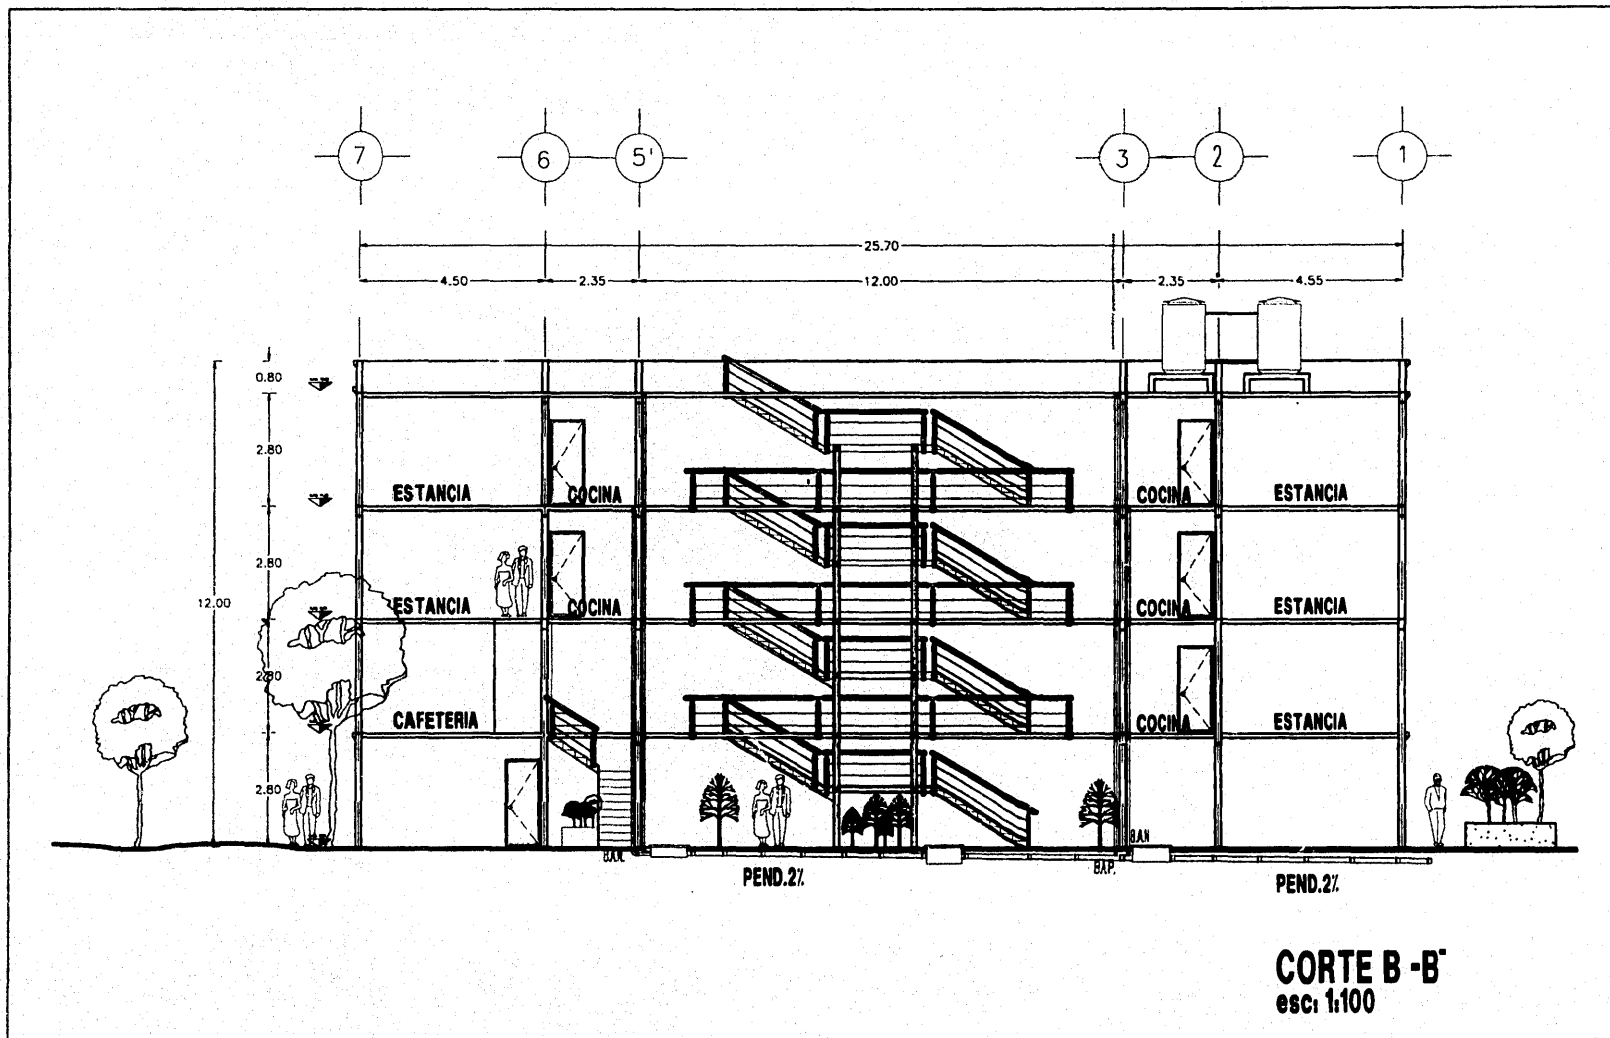 7 6 5' 3 2 1
25.70
4.50 2.35 12.00 2.35 4.55
0.80
2.80
ESTANCIA COCINA COCINA ESTANCIA
2.80
12.00
ESTANCIA COCINA COCINA ESTANCIA
2.80
CAFETERIA COCINA ESTANCIA
2.80
B.A.N
B.A.N.
B.A.P.
PEND.2%
PEND.2%
CORTE B -B'
esc: 1:100